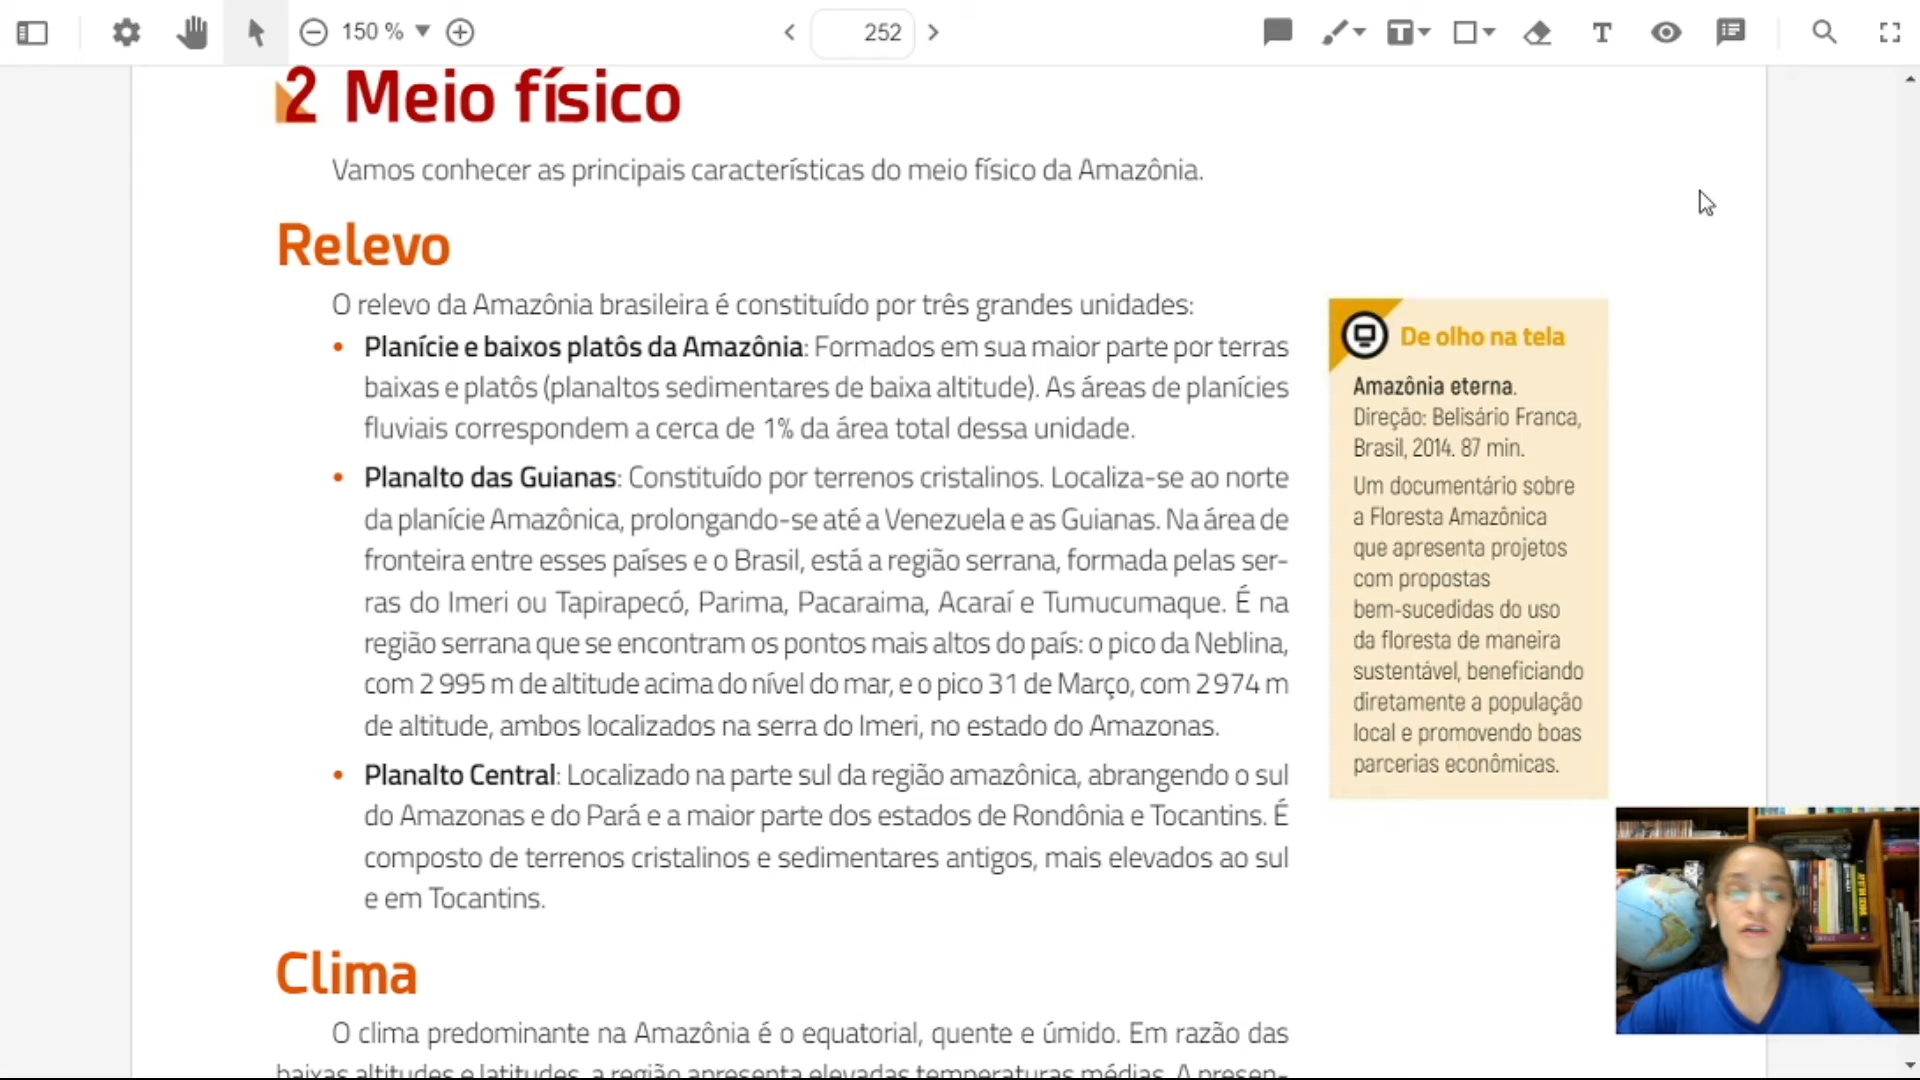 150 %
252
2 Meio físico
Vamos conhecer as principais características do meio físico da Amazônia.
Relevo
O relevo da Amazônia brasileira é constituído por três grandes unidades:
• Planície e baixos platôs da Amazônia: Formados em sua maior parte por terras
baixas e platôs (planaltos sedimentares de baixa altitude). As áreas de planícies
fluviais correspondem a cerca de 1% da área total dessa unidade.
• Planalto das Guianas: Constituído por terrenos cristalinos. Localiza-se ao norte
da planície Amazônica, prolongando-se até a Venezuela e as Guianas. Na área de
fronteira entre esses países e o Brasil, está a região serrana, formada pelas ser-
ras do Imeri ou Tapirapecó, Parima, Pacaraima, Acaraí e Tumucumaque. É na
região serrana que se encontram os pontos mais altos do país: o pico da Neblina,
com 2 995 m de altitude acima do nível do mar, e o pico 31 de Março, com 2 974 m
de altitude, ambos localizados na serra do Imeri, no estado do Amazonas.
• Planalto Central: Localizado na parte sul da região amazônica, abrangendo o sul
do Amazonas e do Pará e a maior parte dos estados de Rondônia e Tocantins. É
composto de terrenos cristalinos e sedimentares antigos, mais elevados ao sul
e em Tocantins.
De olho na tela
Amazônia eterna.
Direção: Belisário Franca,
Brasil, 2014. 87 min.
Um documentário sobre
a Floresta Amazônica
que apresenta projetos
com propostas
bem-sucedidas do uso
da floresta de maneira
sustentável, beneficiando
diretamente a população
local e promovendo boas
parcerias econômicas.
Clima
O clima predominante na Amazônia é o equatorial, quente e úmido. Em razão das
baixas altitudes e latitudes, a região apresenta elevadas temperaturas médias. A presen-